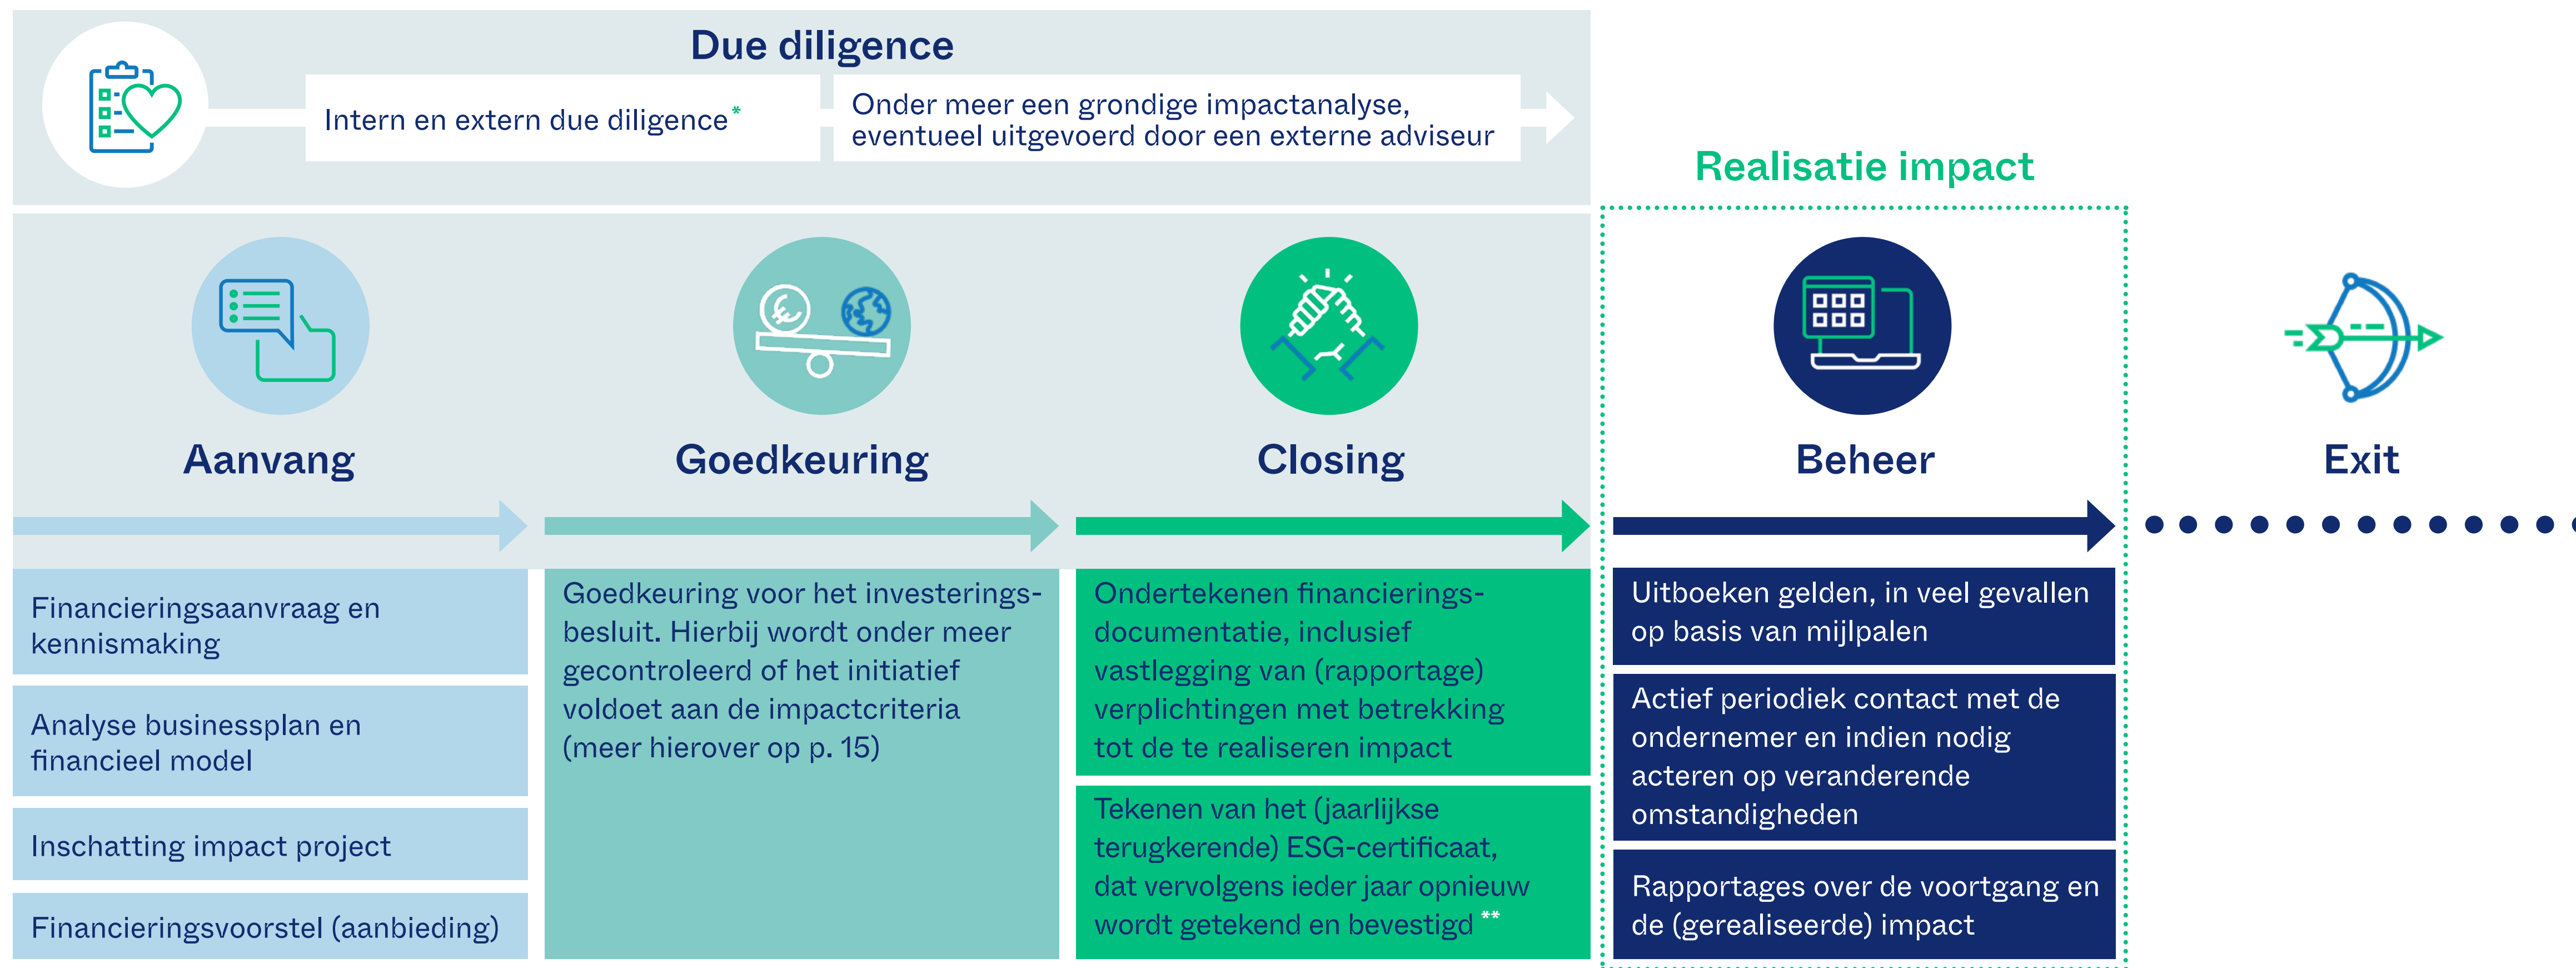 Due diligence
Intern en extern due diligence*
Onder meer een grondige impactanalyse,
eventueel uitgevoerd door een externe adviseur
Realisatie impact
Aanvang
Financieringsaanvraag en
kennismaking
Analyse businessplan en
financieel model
Inschatting impact project
Financieringsvoorstel (aanbieding)
Goedkeuring
Goedkeuring voor het investerings-
besluit. Hierbij wordt onder meer
gecontroleerd of het initiatief
voldoet aan de impactcriteria
(meer hierover op p. 15)
Closing
Ondertekenen financierings-
documentatie, inclusief
vastlegging van (rapportage)
verplichtingen met betrekking
tot de te realiseren impact
Tekenen van het (jaarlijkse
terugkerende) ESG-certificaat,
dat vervolgens ieder jaar opnieuw
wordt getekend en bevestigd **
Beheer
Uitboeken gelden, in veel gevallen
op basis van mijlpalen
Actief periodiek contact met de
ondernemer en indien nodig
acteren op veranderende
omstandigheden
Rapportages over de voortgang en
de (gerealiseerde) impact
Exit